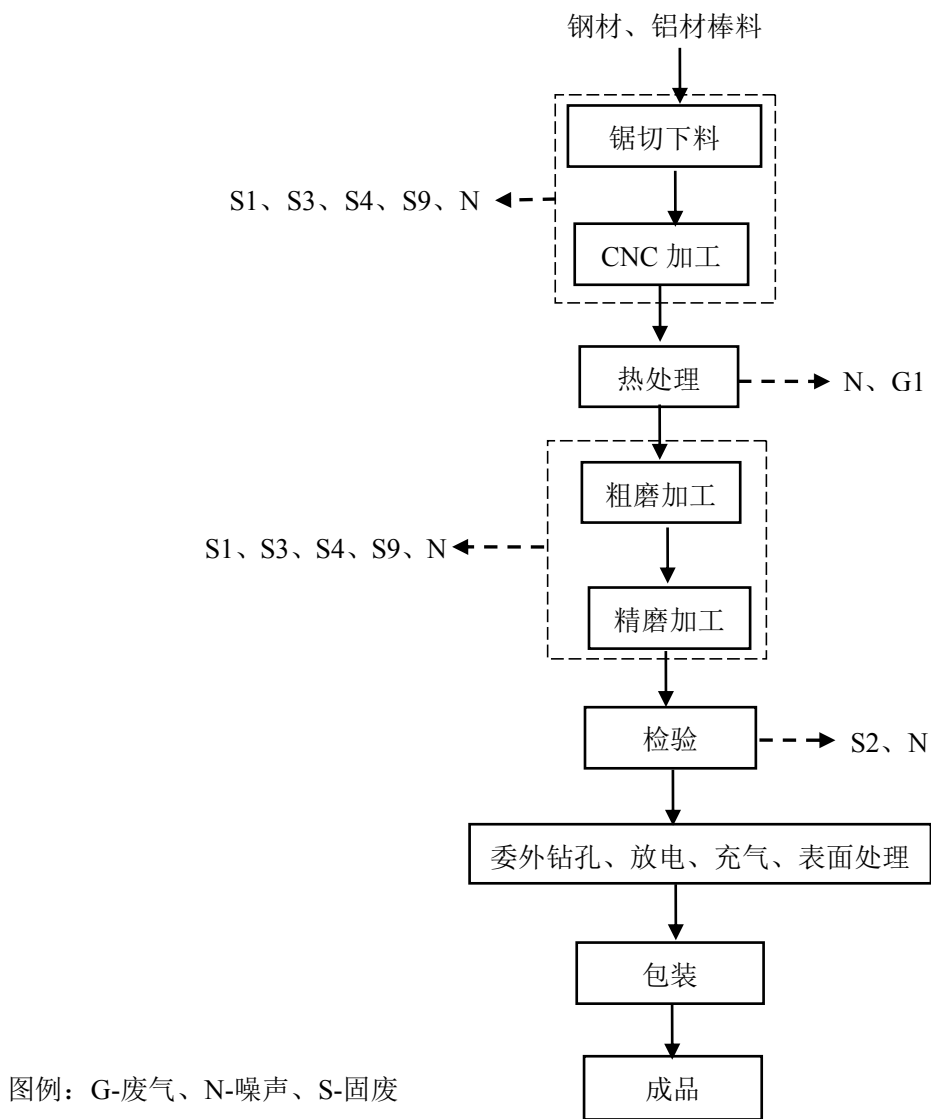 钢材、铝材棒料
锯切下料
S1、S3、S4、S9、N
CNC 加工
热处理
N、G1
粗磨加工
S1、S3、S4、S9、N
精磨加工
检验
S2、N
委外钻孔、放电、充气、表面处理
包装
成品
图例：G-废气、N-噪声、S-固废